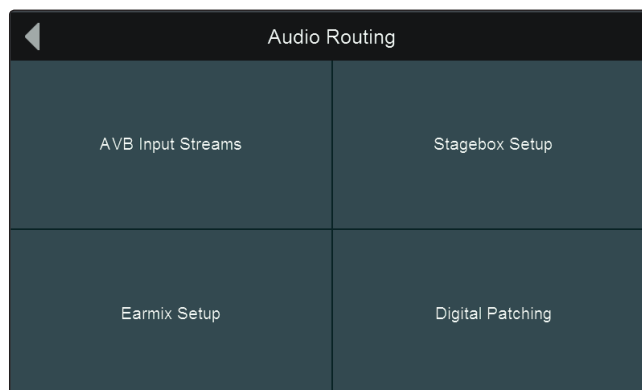 Audio Routing
AVB Input Streams
Stagebox Setup
Earmix Setup
Digital Patching